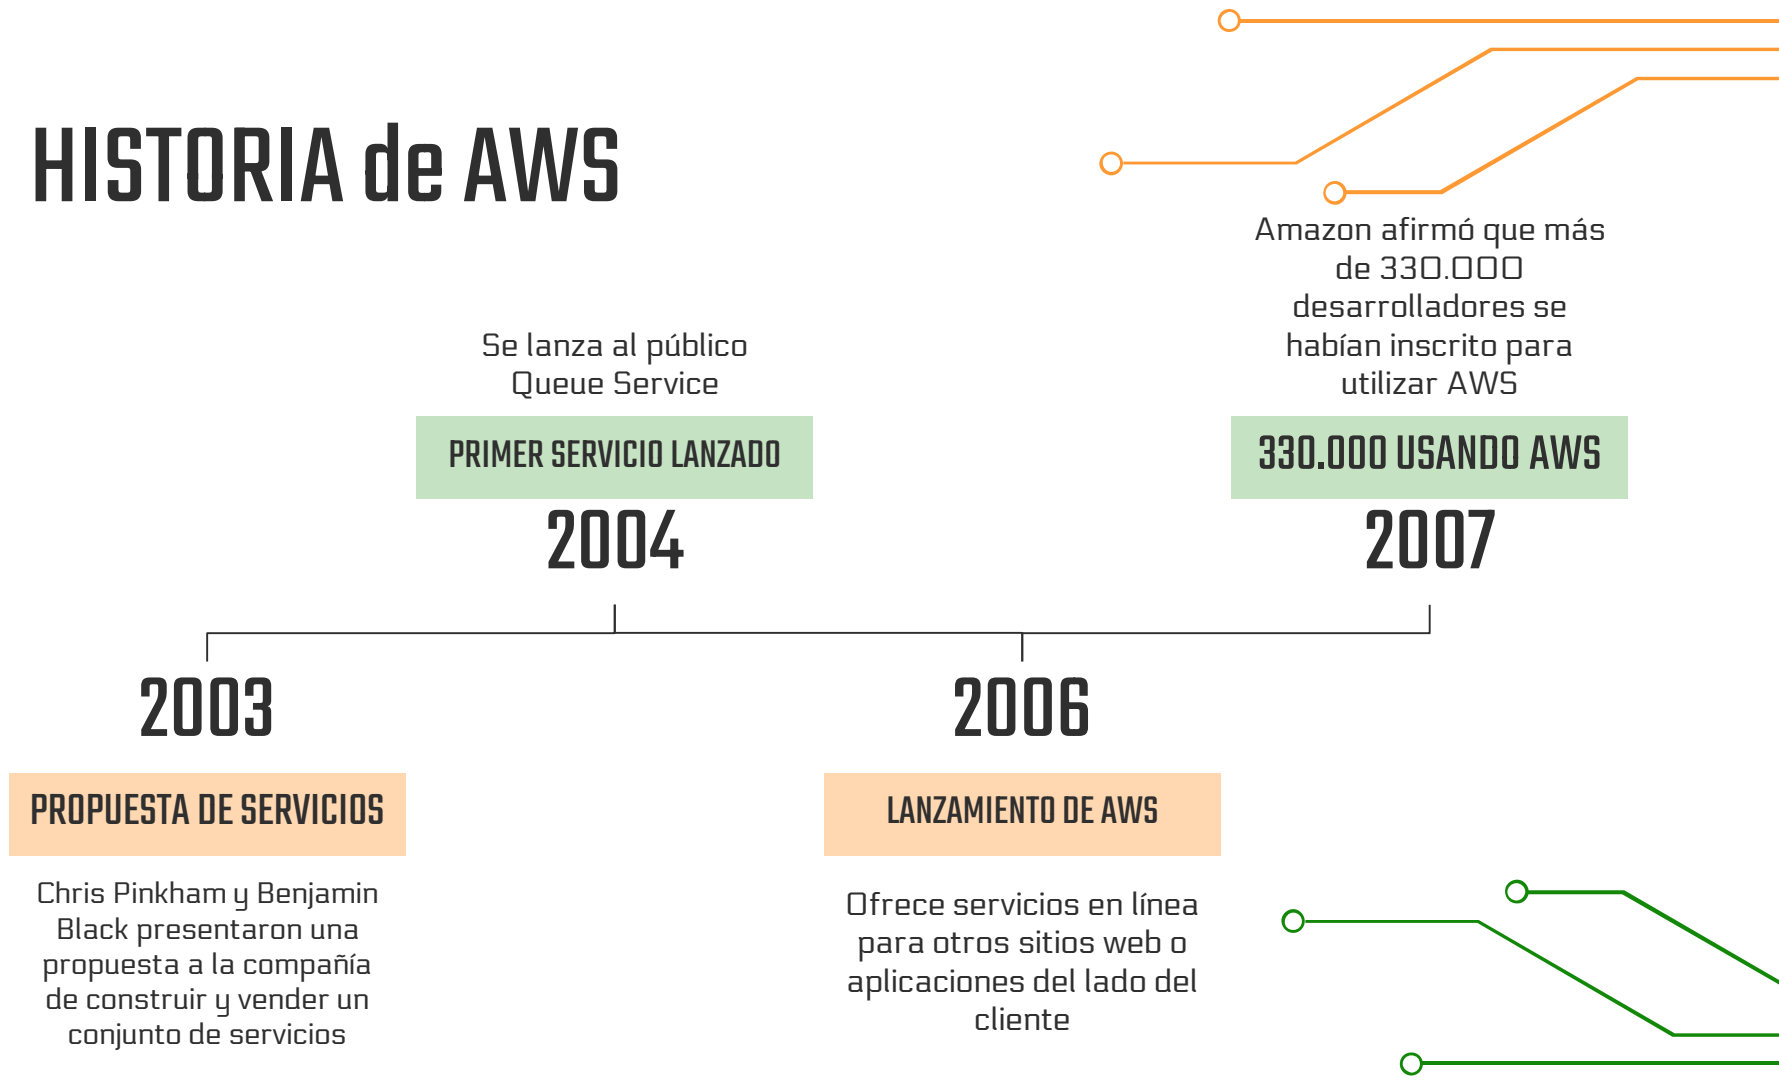 HISTORIA de AWS
2003
PROPUESTA DE SERVICIOS
Chris Pinkham y Benjamin
Black presentaron una
propuesta a la compañía
de construir y vender un
conjunto de servicios
Se lanza al público
Queue Service
PRIMER SERVICIO LANZADO
2004
2006
LANZAMIENTO DE AWS
Ofrece servicios en línea
para otros sitios web o
aplicaciones del lado del
cliente
Amazon afirmó que más
de 330.000
desarrolladores se
habían inscrito para
utilizar AWS
330.000 USANDO AWS
2007